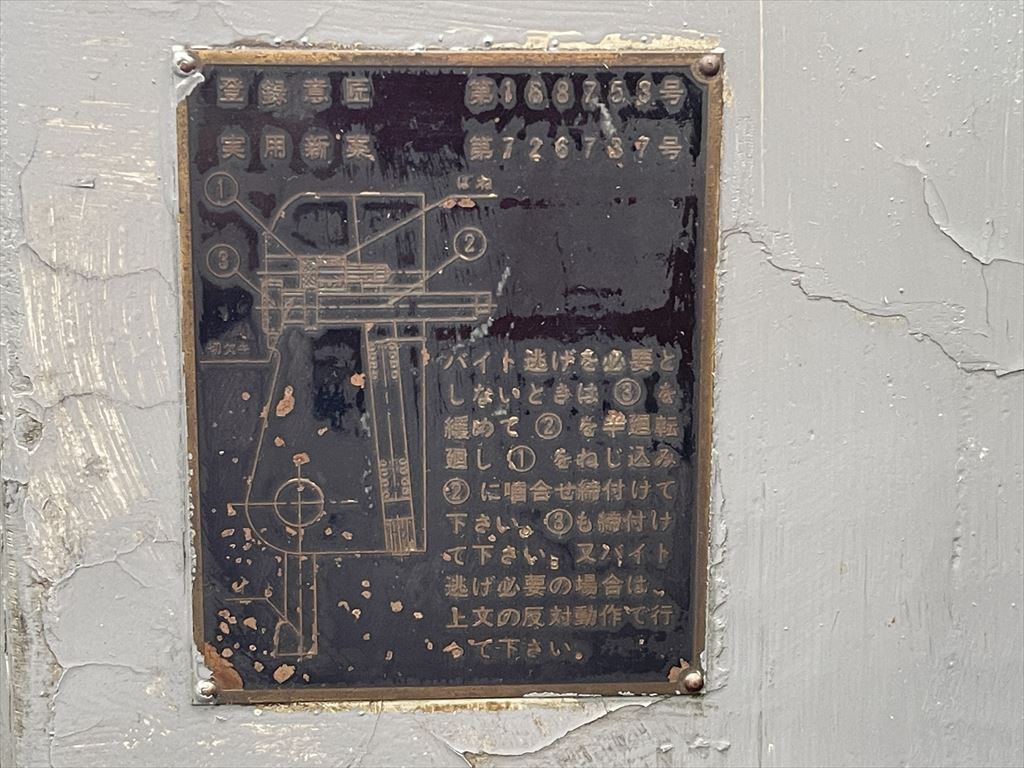 登録意匠 第168753号
実用新案 第726737号
①
ばね
②
③
切欠キ
バイト逃げを必要と
しないときは③を
緩めて②を半廻転
廻し①をねじ込み
②に噛合せ締付けて
下さい。③も締付け
て下さい。又バイト
逃げ必要の場合は、
上文の反対動作で行
って下さい。